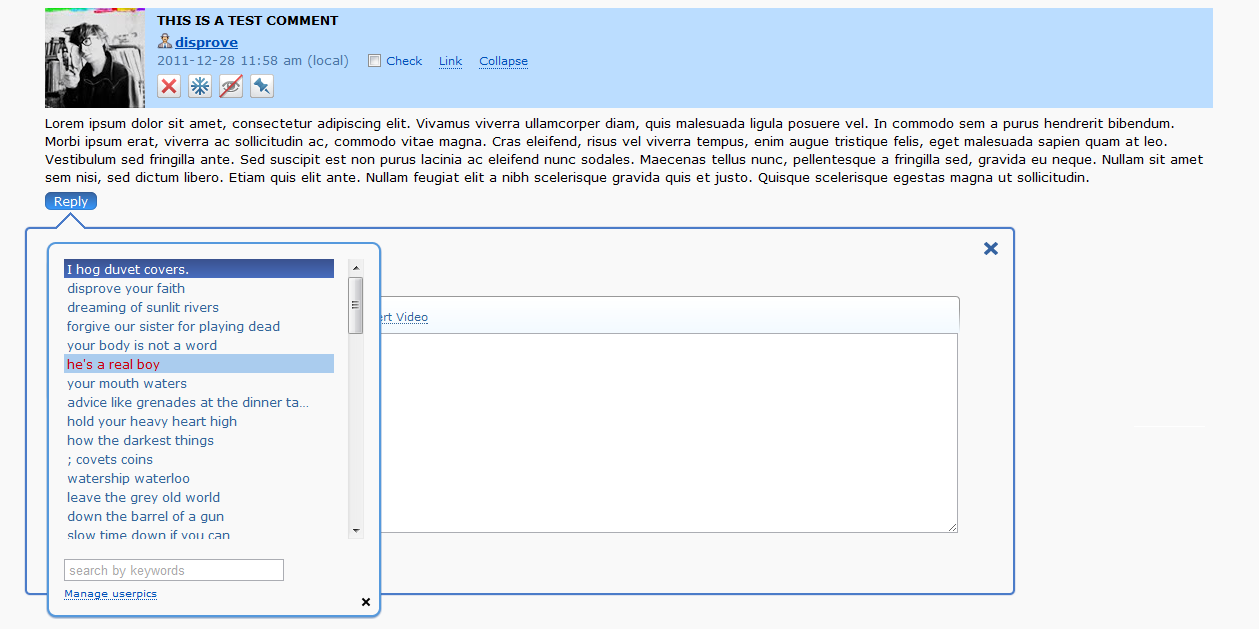 THIS IS A TEST COMMENT
disprove
2011-12-28 11:58 am (local) Check Link Collapse
Lorem ipsum dolor sit amet, consectetur adipiscing elit. Vivamus viverra ullamcorper diam, quis malesuada ligula posuere vel. In commodo sem a purus hendrerit bibendum.
Morbi ipsum erat, viverra ac sollicitudin ac, commodo vitae magna. Cras eleifend, risus vel viverra tempus, enim augue tristique felis, eget malesuada sapien quam at leo.
Vestibulum sed fringilla ante. Sed suscipit est non purus lacinia ac eleifend nunc sodales. Maecenas tellus nunc, pellentesque a fringilla sed, gravida eu neque. Nullam sit amet
sem nisi, sed dictum libero. Etiam quis elit ante. Nullam feugiat elit a nibh scelerisque gravida quis et justo. Quisque scelerisque egestas magna ut sollicitudin.
Reply
I hog duvet covers.
disprove your faith
dreaming of sunlit rivers
ert Video
forgive our sister for playing dead
your body is not a word
he's a real boy
your mouth waters
advice like grenades at the dinner ta...
hold your heavy heart high
how the darkest things
; covets coins
watership waterloo
leave the grey old world
down the barrel of a gun
slow time down if you can
search by keywords
Manage userpics